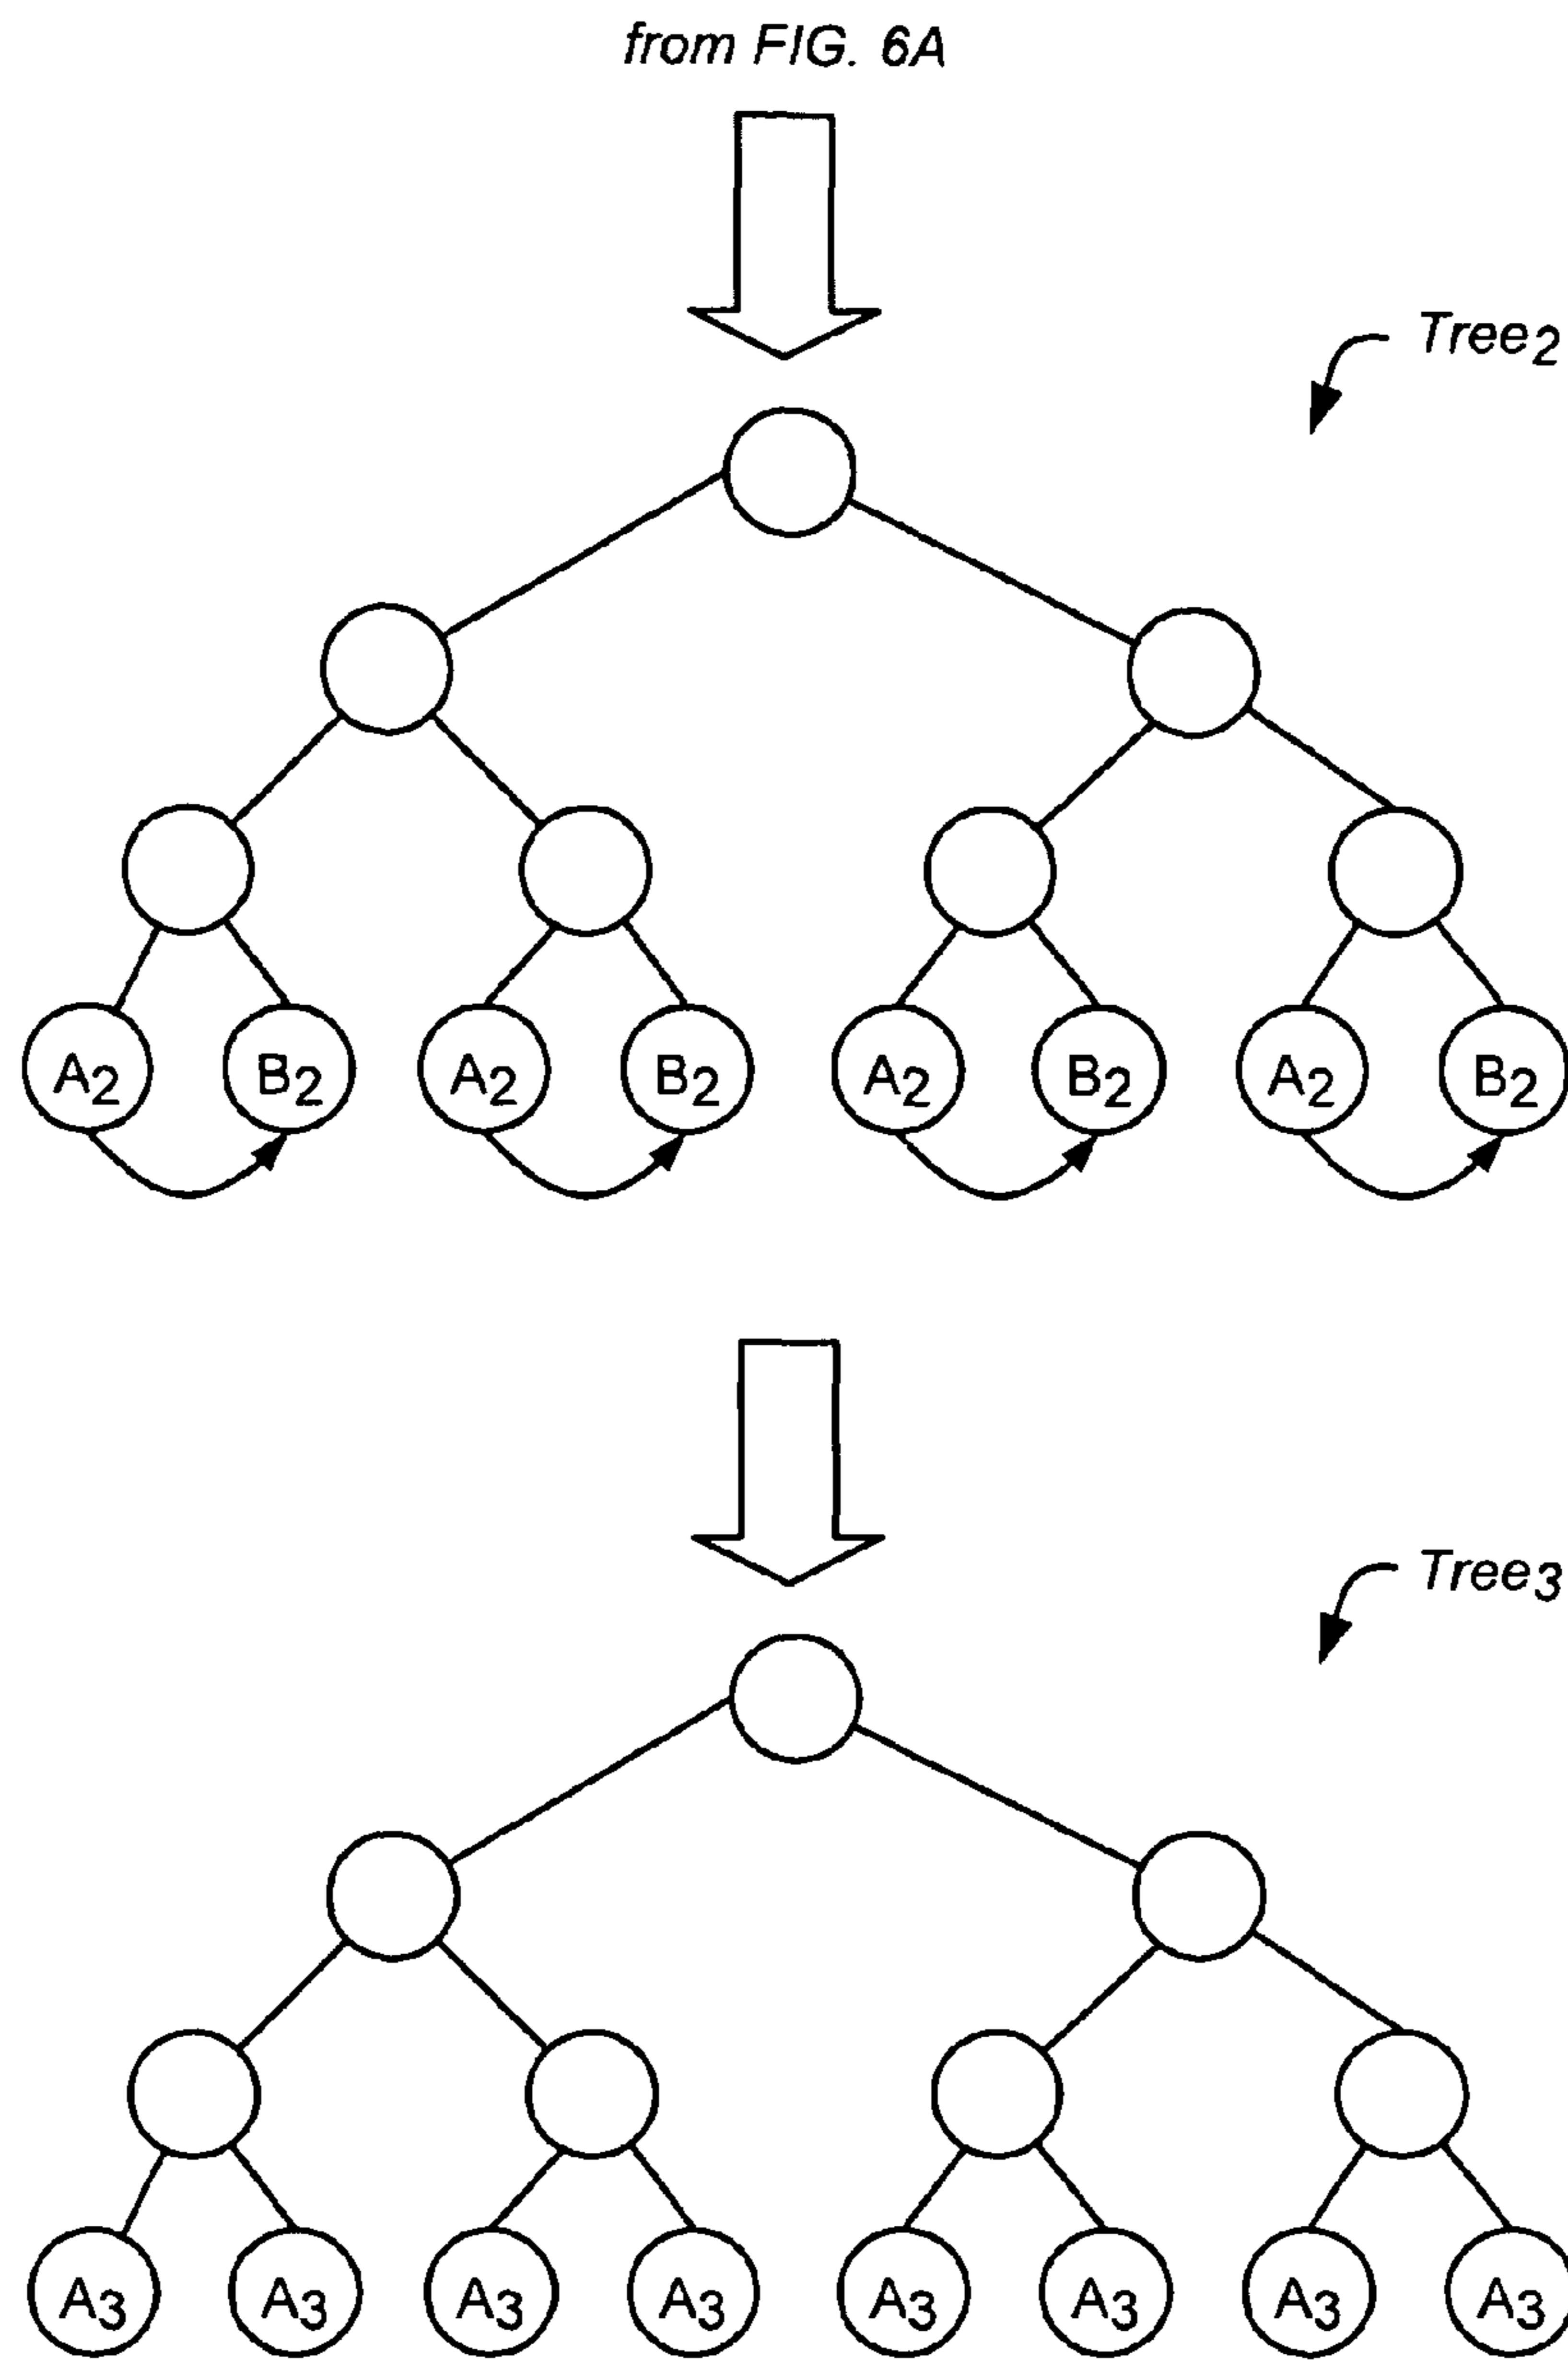 from FIG. 6A
Tree2
A2 B2 A2 B2 A2 B2 A2 B2
Tree3
A3 A3 A3 A3 A3 A3 A3 A3